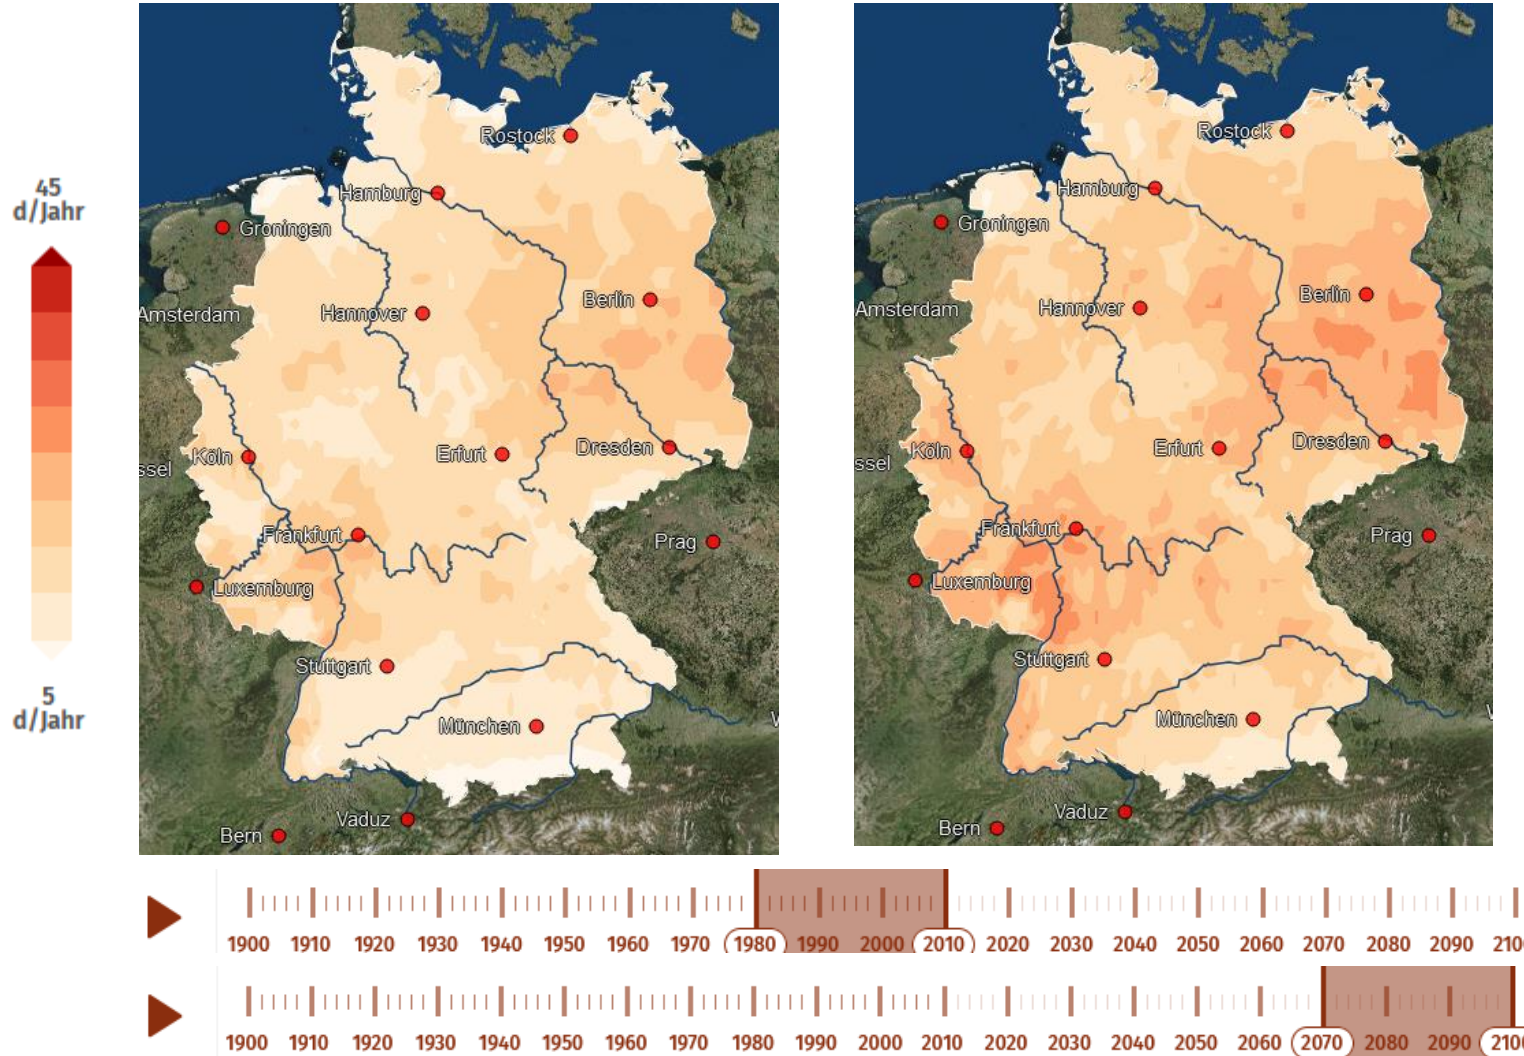 45
d/Jahr
5
d/Jahr
Rostock
Hamburg
Groningen
Berlin
Amsterdam
Hannover
Köln
ssel
Erfurt
Dresden
Frankfurt
Prag
Luxemburg
Stuttgart
München
W
Vaduz
Bern
Rostock
Hamburg
Groningen
Berlin
Amsterdam
Hannover
Köln
ssel
Erfurt
Dresden
Frankfurt
Prag
Luxemburg
Stuttgart
München
Vaduz
Bern
1900 1910 1920 1930 1940 1950 1960 1970 1980 1990 2000 2010 2020 2030 2040 2050 2060 2070 2080 2090 210
1900 1910 1920 1930 1940 1950 1960 1970 1980 1990 2000 2010 2020 2030 2040 2050 2060 2070 2080 2090 210